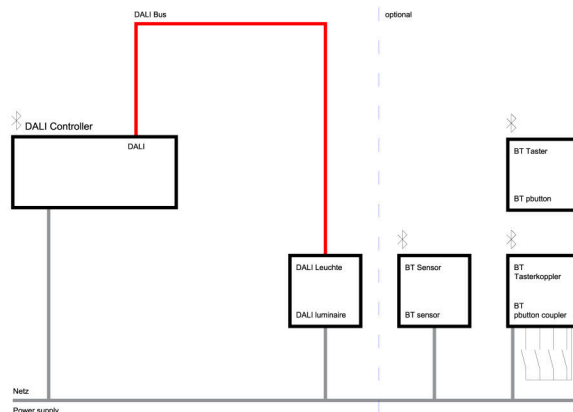 DALI Bus
optional
DALI Controller
DALI
BT Taster
BT pbutton
DALI Leuchte
DALI luminaire
BT Sensor
BT sensor
BT
Tasterkoppler
BT
pbutton coupler
Netz
Power supply